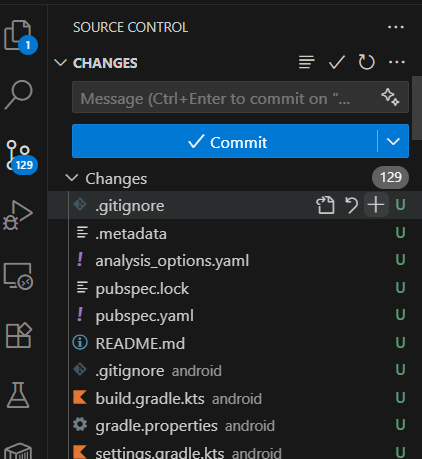 SOURCE CONTROL
1
CHANGES
Message (Ctrl+Enter to commit on "...
Commit
129
Changes 129
.gitignore U
.metadata U
! analysis_options.yaml U
pubspec.lock U
! pubspec.yaml U
README.md U
.gitignore android U
build.gradle.kts android U
gradle.properties android U
settings.gradle.kts android U